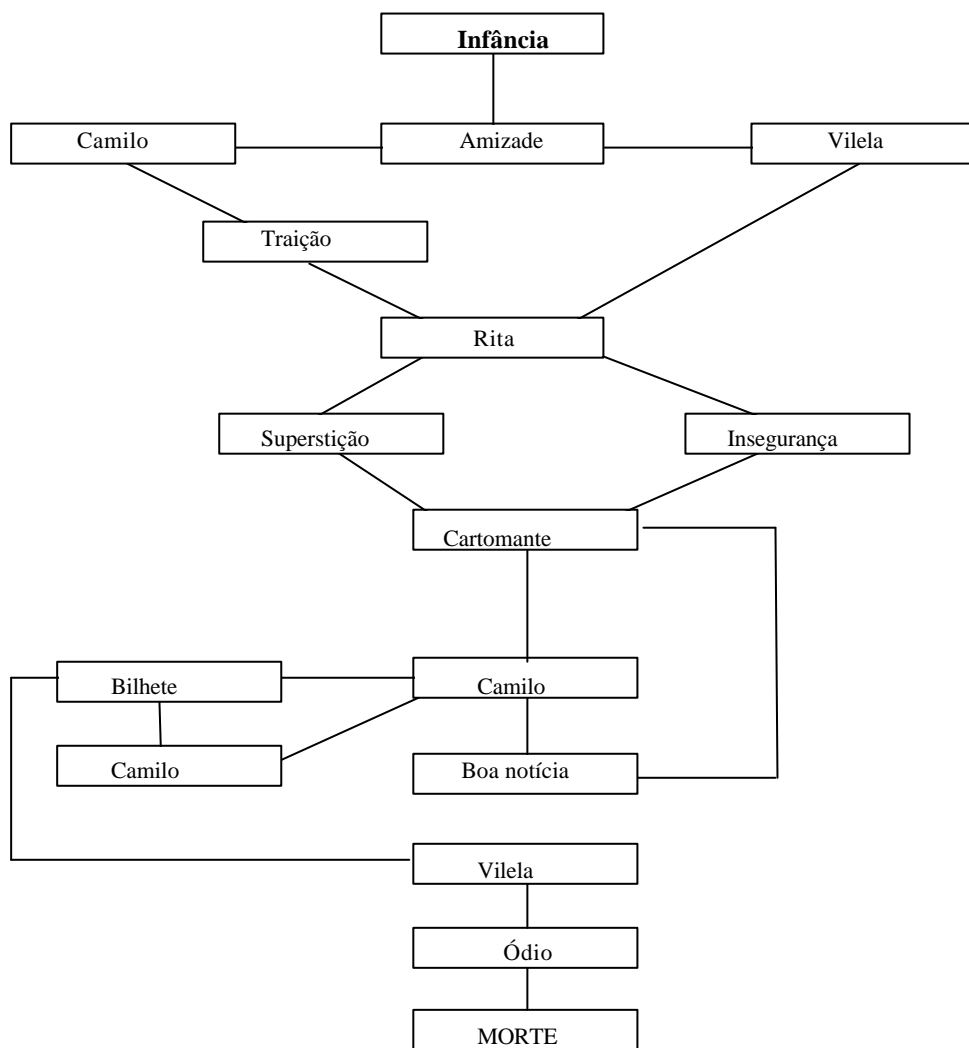 Infância
Camilo
Amizade
Vilela
Traição
Rita
Superstição
Insegurança
Cartomante
Bilhete
Camilo
Camilo
Boa notícia
Vilela
Ódio
MORTE